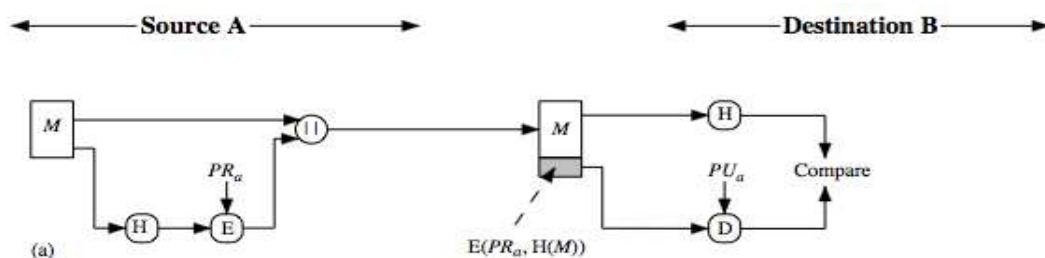 Source A
Destination B
M
| |
M
H
PRa
PUa
Compare
H
E
D
E(PRa, H(M))
(a)